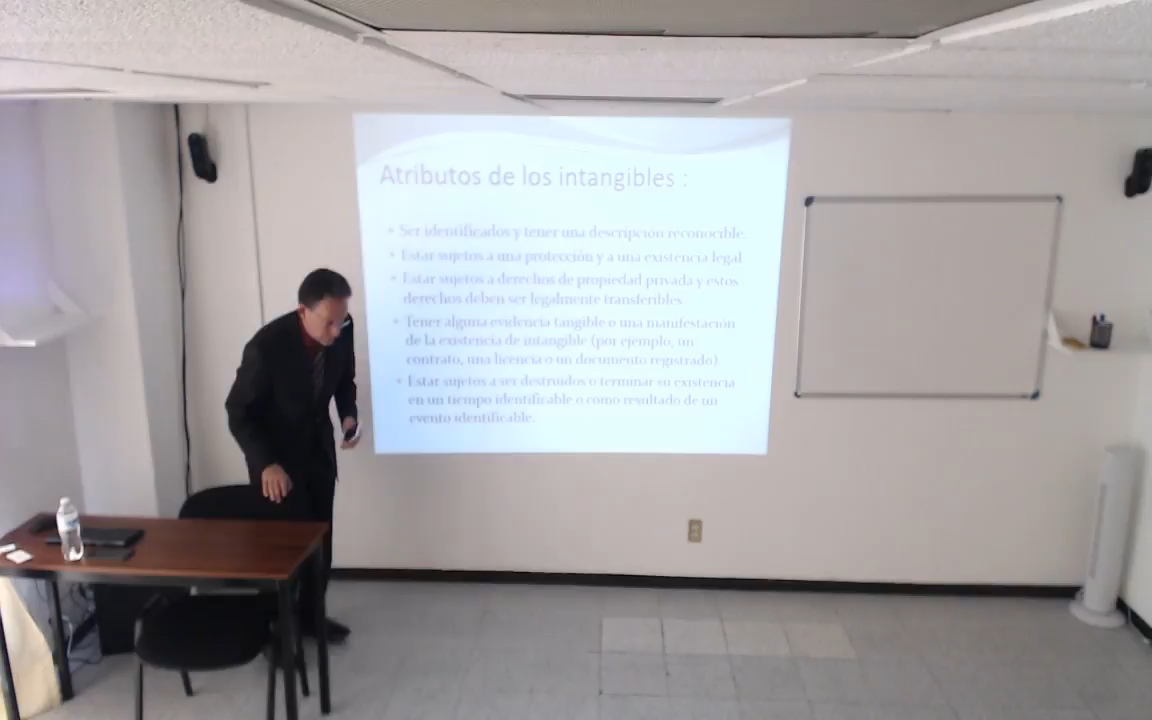 Atributos de los intangibles :
• Ser identificados y tener una descripción reconocible.
• Estar sujetos a una protección y a una existencia legal.
• Estar sujetos a derechos de propiedad privada y estos
derechos deben ser legalmente transferibles.
• Tener alguna evidencia tangible o una manifestación
de la existencia de intangible (por ejemplo, un
contrato, una licencia o un documento registrado)
• Estar sujetos a ser destruidos o terminar su existencia
en un tiempo identificable o como resultado de un
evento identificable.